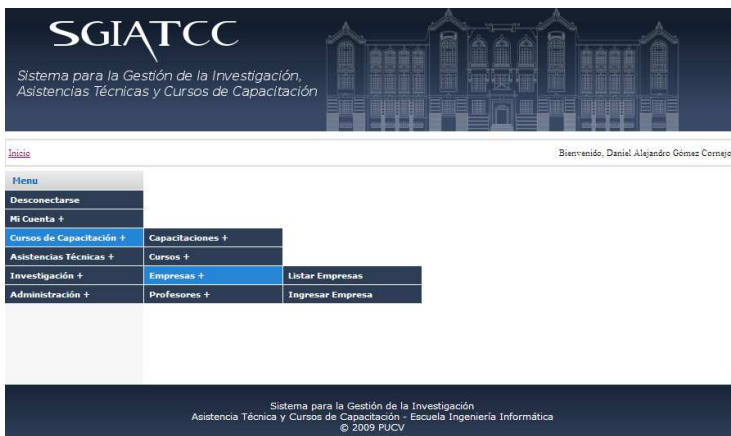 SGIATCC
Sistema para la Gestión de la Investigación,
Asistencias Técnicas y Cursos de Capacitación
Inicio
Bienvenido, Daniel Alejandro Gómez Cornejo
Menu
Desconectarse
Mi Cuenta +
Cursos de Capacitación +
Capacitaciones +
Asistencias Técnicas +
Cursos +
Investigación +
Empresas +
Listar Empresas
Administración +
Profesores +
Ingresar Empresa
Sistema para la Gestión de la Investigación
Asistencia Técnica y Cursos de Capacitación - Escuela Ingeniería Informática
© 2009 PUCV